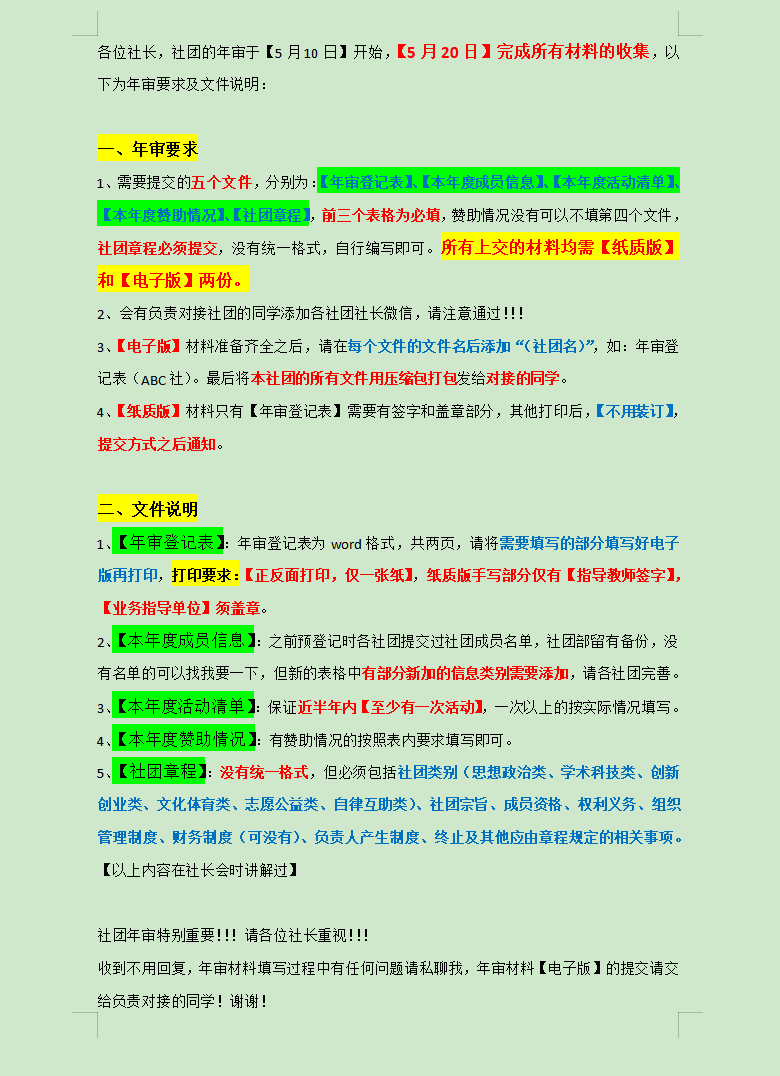 各位社长，社团的年审于【5 月 10 日】开始，【5 月 20 日】完成所有材料的收集，以
下为年审要求及文件说明：
一、年审要求
1、需要提交的五个文件，分别为：【年审登记表】、【本年度成员信息】、【本年度活动清单】、
【本年度赞助情况】、【社团章程】，前三个表格为必填，赞助情况没有可以不填第四个文件，
社团章程必须提交，没有统一格式，自行编写即可。所有上交的材料均需【纸质版】
和【电子版】两份。
2、会有负责对接社团的同学添加各社团社长微信，请注意通过！！！
3、【电子版】材料准备齐全之后，请在每个文件的文件名后添加“（社团名）”，如：年审登
记表（ABC 社）。最后将本社团的所有文件用压缩包打包发给对接的同学。
4、【纸质版】材料只有【年审登记表】需要有签字和盖章部分，其他打印后，【不用装订】，
提交方式之后通知。
二、文件说明
1、【年审登记表】：年审登记表为 word 格式，共两页，请将需要填写的部分填写好电子
版再打印，打印要求：【正反面打印，仅一张纸】，纸质版手写部分仅有【指导教师签字】，
【业务指导单位】须盖章。
2、【本年度成员信息】：之前预登记时各社团提交过社团成员名单，社团部留有备份，没
有名单的可以找我要一下，但新的表格中有部分新加的信息类别需要添加，请各社团完善。
3、【本年度活动清单】：保证近半年内【至少有一次活动】，一次以上的按实际情况填写。
4、【本年度赞助情况】：有赞助情况的按照表内要求填写即可。
5、【社团章程】：没有统一格式，但必须包括社团类别（思想政治类、学术科技类、创新
创业类、文化体育类、志愿公益类、自律互助类）、社团宗旨、成员资格、权利义务、组织
管理制度、财务制度（可没有）、负责人产生制度、终止及其他应由章程规定的相关事项。
【以上内容在社长会时讲解过】
社团年审特别重要！！！请各位社长重视！！！
收到不用回复，年审材料填写过程中有任何问题请私聊我，年审材料【电子版】的提交请交
给负责对接的同学！谢谢！